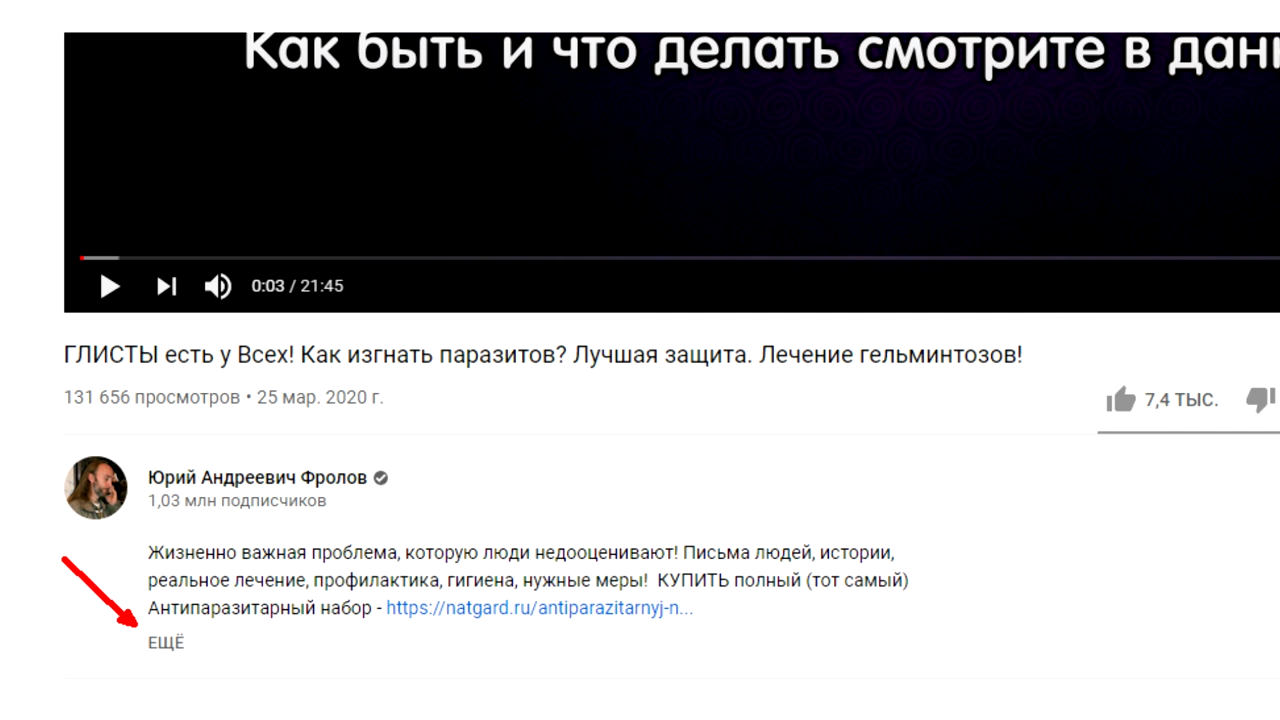 Как быть и что делать смотрите в дан
0:03 / 21:45
ГЛИСТЫ есть у Всех! Как изгнать паразитов? Лучшая защита. Лечение гельминтозов!
131 656 просмотров • 25 мар. 2020 г.
7,4 ТЫС.
Юрий Андреевич Фролов
1,03 млн подписчиков
Жизненно важная проблема, которую люди недооценивают! Письма людей, истории,
реальное лечение, профилактика, гигиена, нужные меры! КУПИТЬ полный (тот самый)
Антипаразитарный набор - https://natgard.ru/antiparazitarnyj-n...
ЕЩЁ